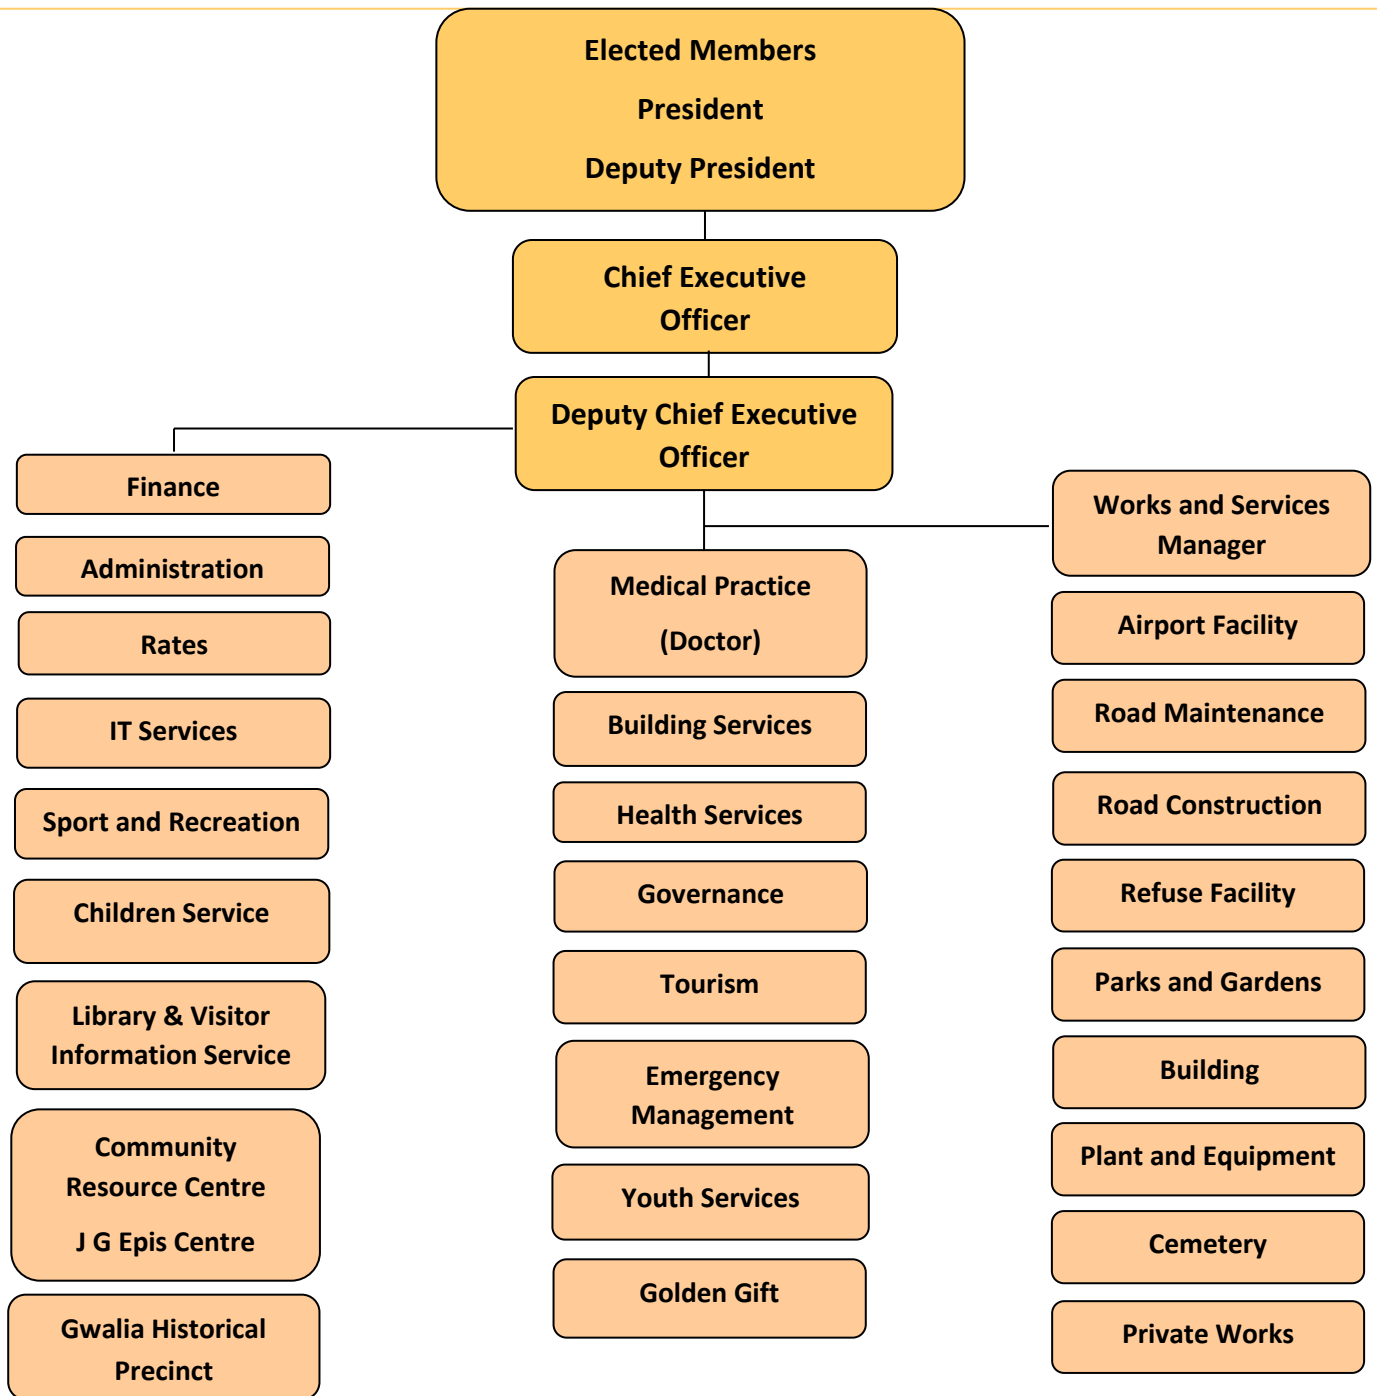 Elected Members
President
Deputy President
Chief Executive
Officer
Deputy Chief Executive
Officer
Finance
Administration
Rates
IT Services
Sport and Recreation
Children Service
Library & Visitor
Information Service
Community
Resource Centre
J G Epis Centre
Gwalia Historical
Precinct
Medical Practice
(Doctor)
Building Services
Health Services
Governance
Tourism
Emergency
Management
Youth Services
Golden Gift
Works and Services
Manager
Airport Facility
Road Maintenance
Road Construction
Refuse Facility
Parks and Gardens
Building
Plant and Equipment
Cemetery
Private Works